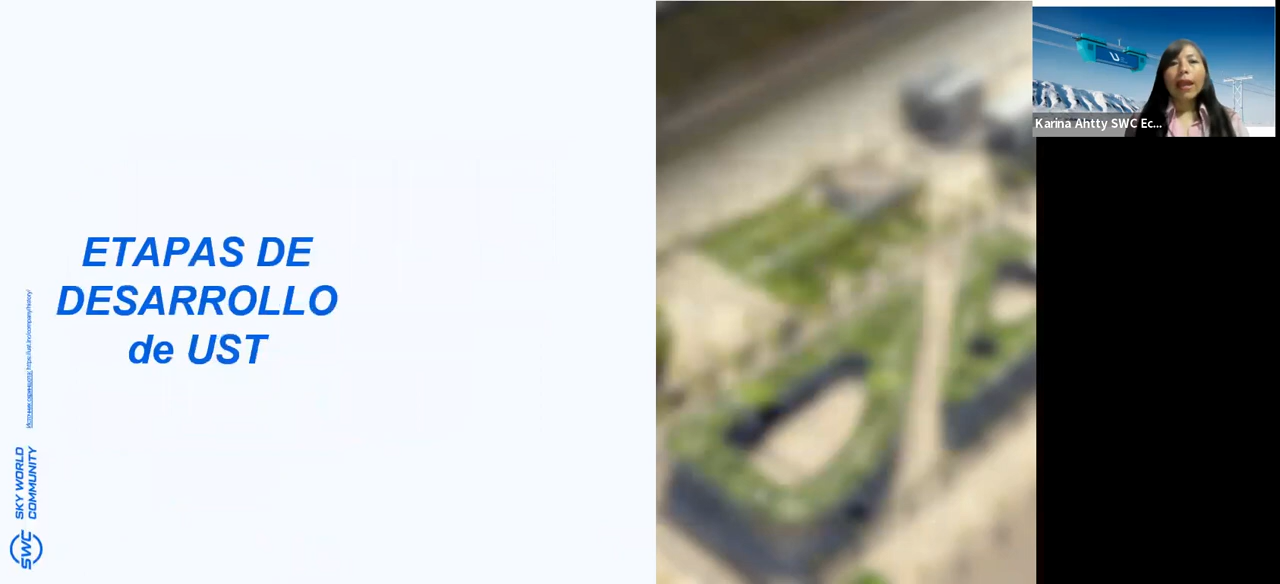 ETAPAS DE
DESARROLLO
de UST
SKY WORLD
COMMUNITY
SWC
Karina Ahtty SWC Ec...
U